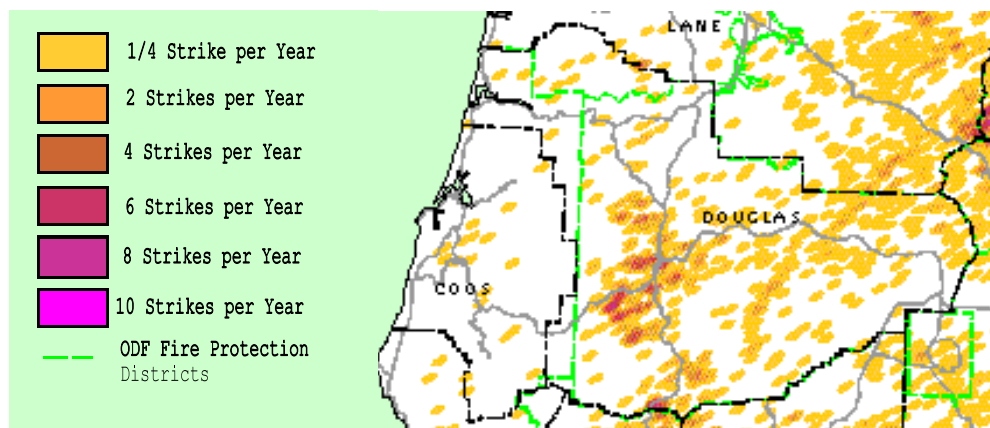 1/4 Strike per Year
2 Strikes per Year
4 Strikes per Year
6 Strikes per Year
8 Strikes per Year
10 Strikes per Year
ODF Fire Protection
Districts
LANE
DOUGLAS
COOS